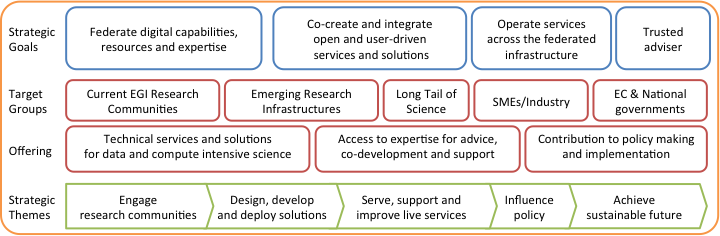 Strategic
Goals
Federate digital capabilities,
resources and expertise
Co-create and integrate
open and user-driven
services and solutions
Operate services
across the federated
infrastructure
Trusted
adviser
Target
Groups
Current EGI Research
Communities
Emerging Research
Infrastructures
Long Tail of
Science
SMEs/Industry
EC & National
governments
Offering
Technical services and solutions
for data and compute intensive science
Access to expertise for advice,
co-development and support
Contribution to policy making
and implementation
Strategic
Themes
Engage
research communities
Design, develop
and deploy solutions
Serve, support and
improve live services
Influence
policy
Achieve
sustainable future